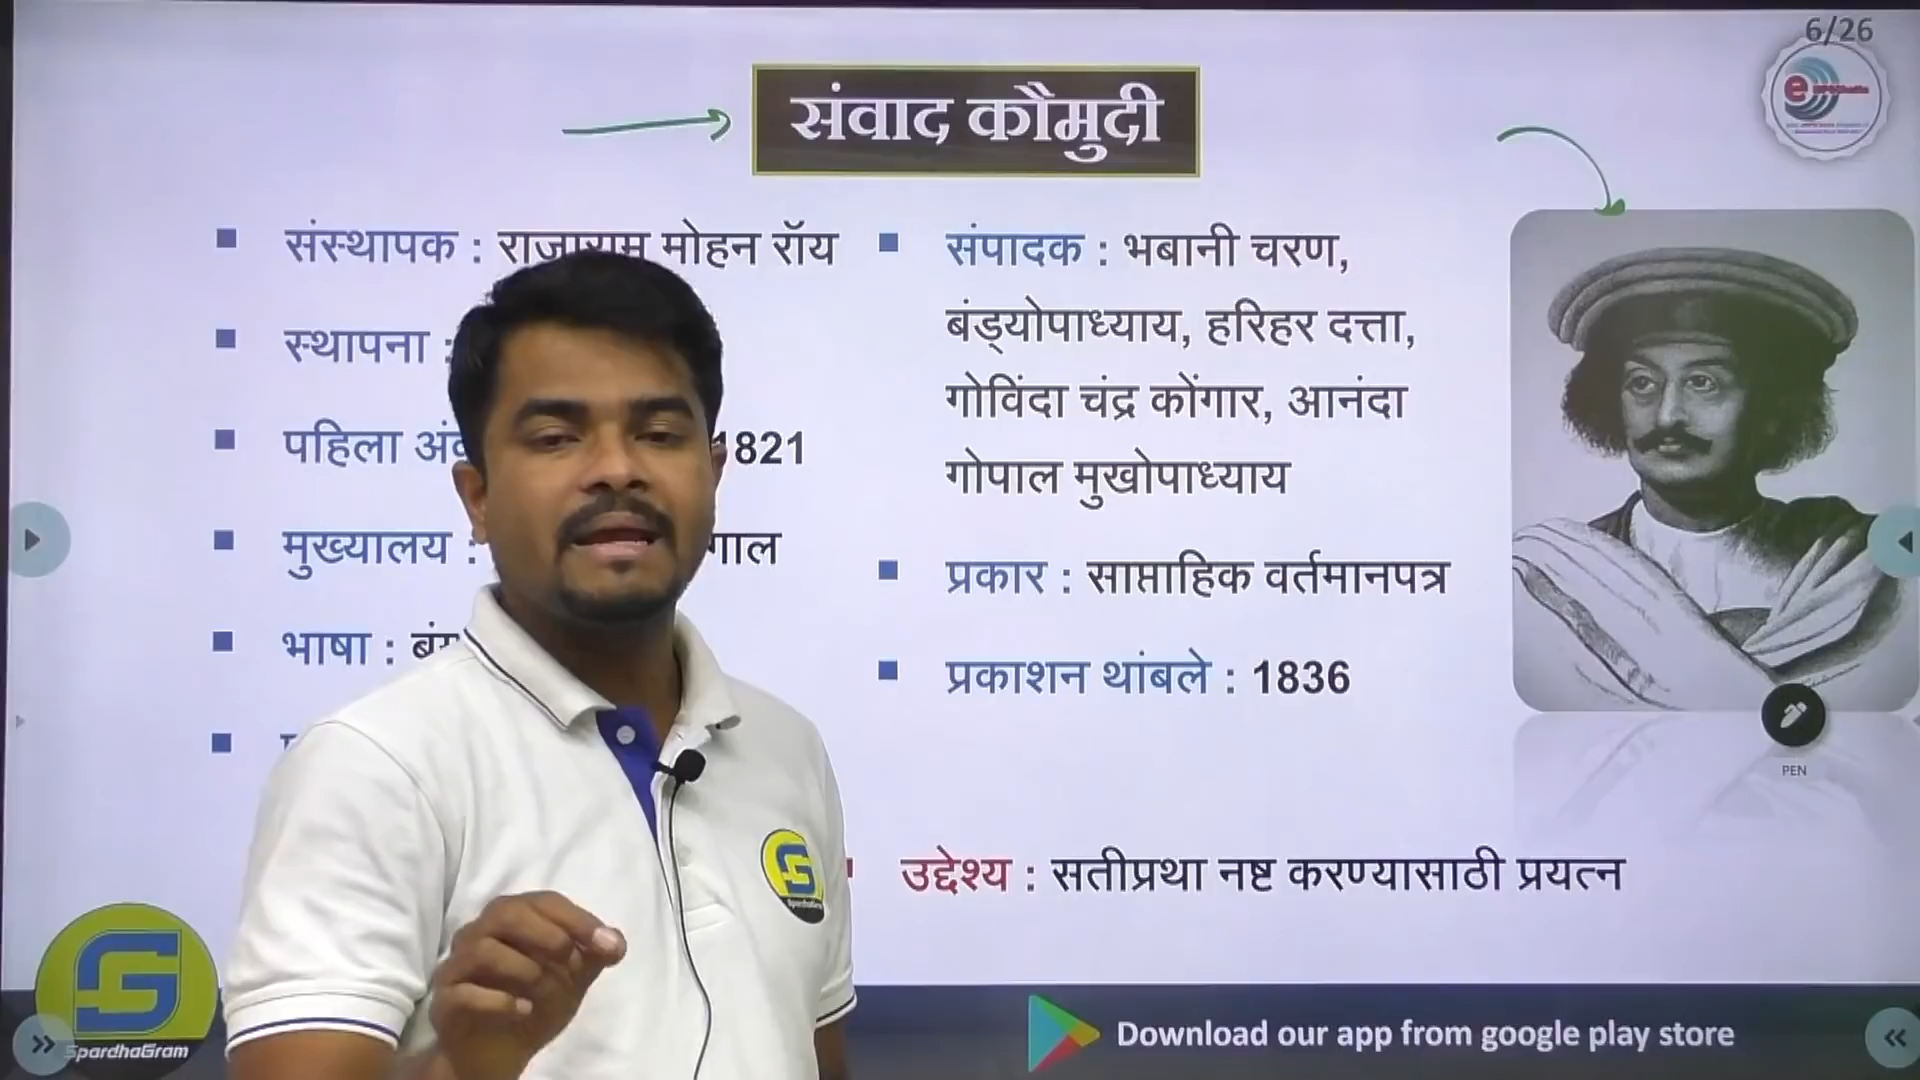 6/26
संवाद कौमुदी
संस्थापक : राजाराम मोहन रॉय
स्थापना :
पहिला
1821
मुख्यालय :
भाषा :
संपादक : भबानी चरण,
बंड्योपाध्याय, हरिहर दत्ता,
गोविंदा चंद्र कोंगार, आनंदा
गोपाल मुखोपाध्याय
प्रकार : साप्ताहिक वर्तमानपत्र
प्रकाशन थांबले : 1836
PEN
उद्देश्य : सतीप्रथा नष्ट करण्यासाठी प्रयत्न
SpardhaGram
Download our app from google play store